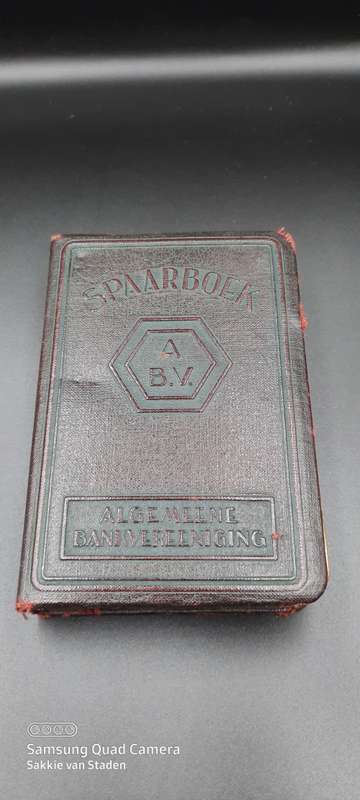 SPAARBOEK
A
B.V.
ALGEMEENE
BANKVEREENIGING
Samsung Quad Camera
Sakkie van Staden